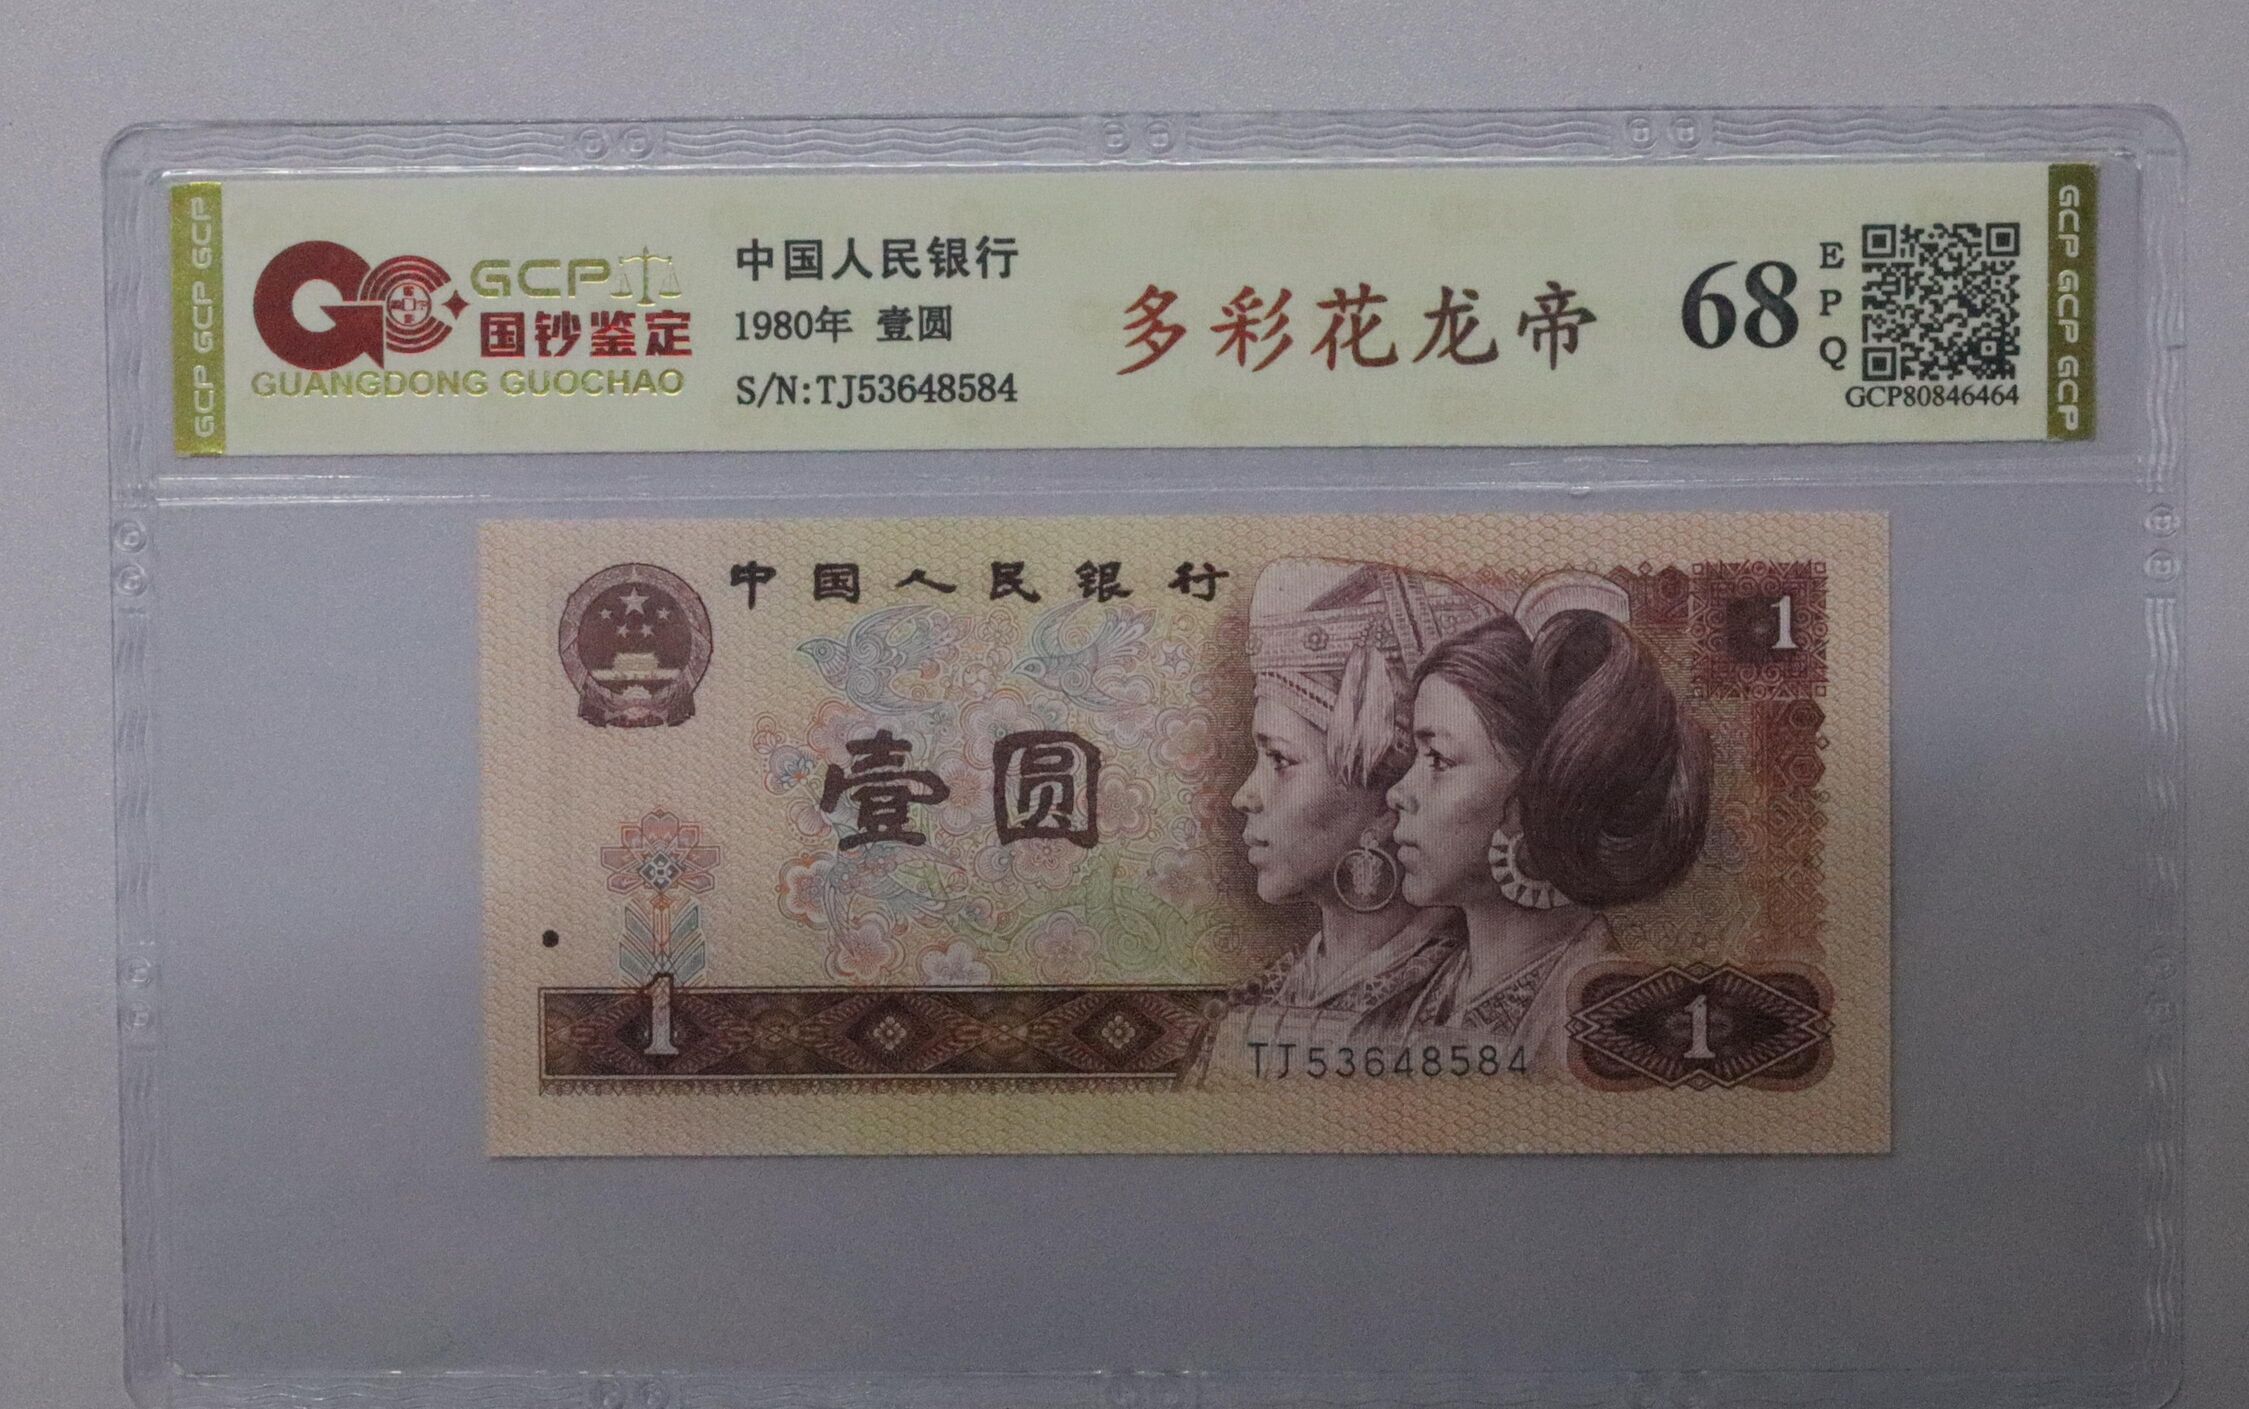 GCP
国钞鉴定
GUANGDONG GUOCHAO
中国人民银行
1980年 壹圆
S/N:TJ53648584
多彩花龙帝
68
EPQ
GCP80846464
GCP GCP GCP
GCP GCP GCP
中国人民银行
1
壹圆
1
1
TJ53648584